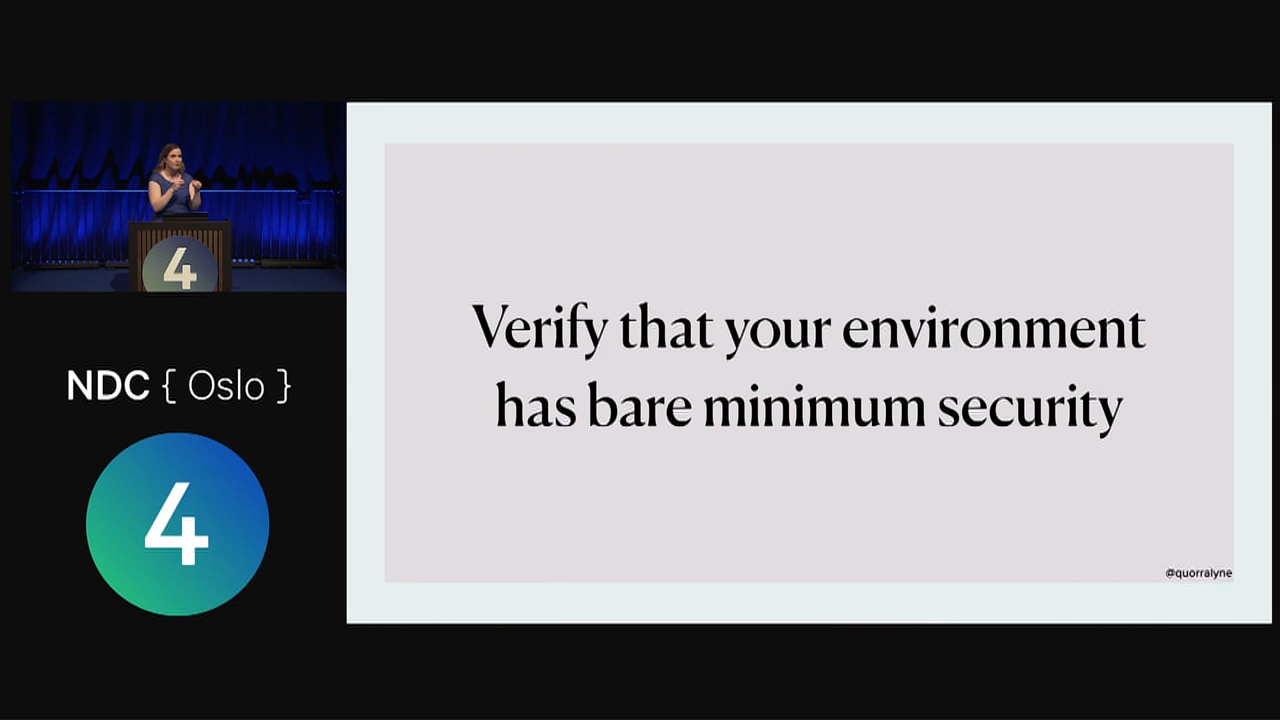 4
NDC { Oslo }
4
Verify that your environment
has bare minimum security
@quorralyne